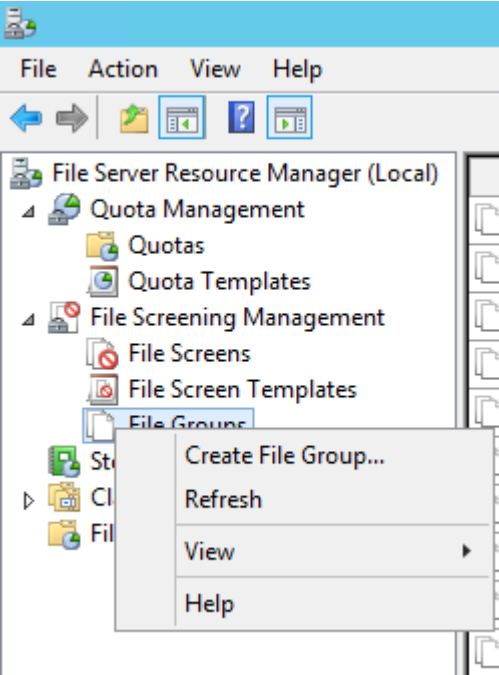 File Action View Help
File Server Resource Manager (Local)
Quota Management
Quotas
Quota Templates
File Screening Management
File Screens
File Screen Templates
File Groups
Create File Group...
Refresh
View
Help